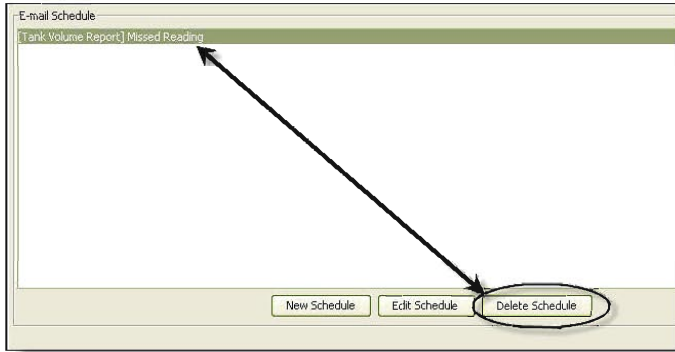 E-mail Schedule
[Tank Volume Report] Missed Reading
New Schedule Edit Schedule Delete Schedule